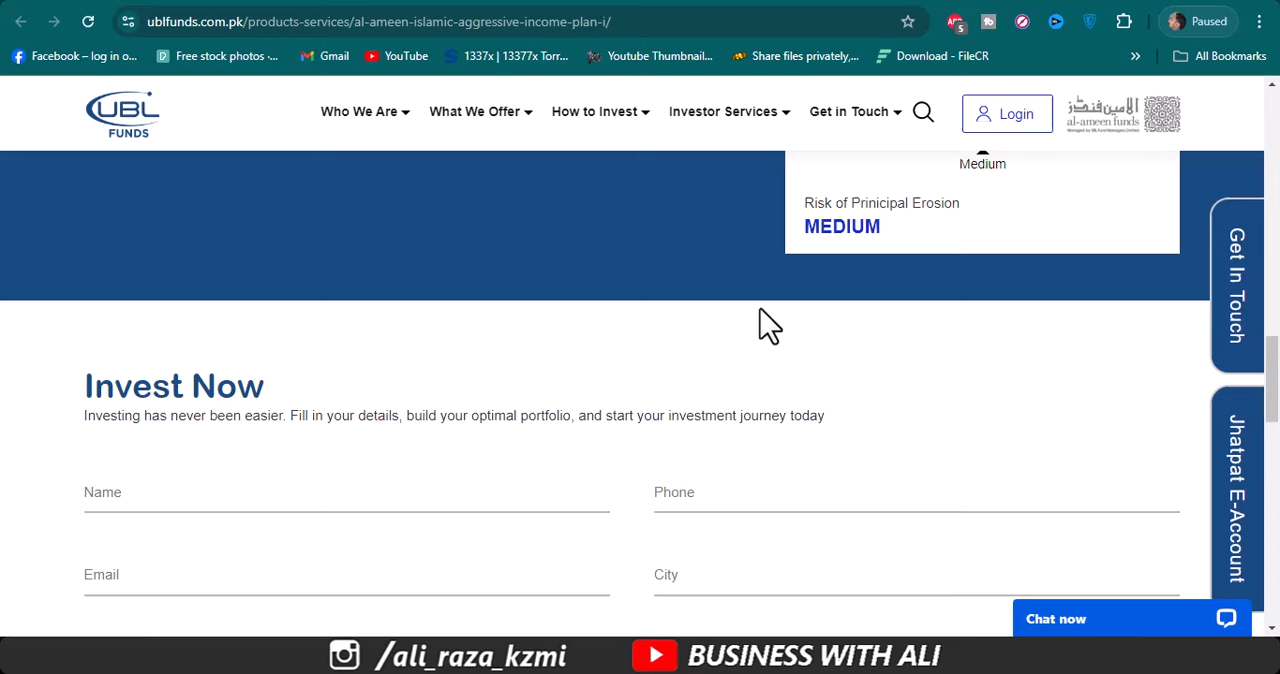 ublfunds.com.pk/products-services/al-ameen-islamic-aggressive-income-plan-i/
5
Paused
Facebook – log in o...
Free stock photos ·...
Gmail
YouTube
1337x | 13377x Torr...
Youtube Thumbnail...
Share files privately,...
Download - FileCR
»
All Bookmarks
UBL
FUNDS
Who We Are
What We Offer
How to Invest
Investor Services
Get in Touch
Login
الامین فنڈز
al-ameen funds
Medium
Risk of Prinicipal Erosion
MEDIUM
Get In Touch
Invest Now
Investing has never been easier. Fill in your details, build your optimal portfolio, and start your investment journey today
Name
Phone
Jhatpat E-Account
Email
City
Chat now
/ali_raza_kzmi
BUSINESS WITH ALI